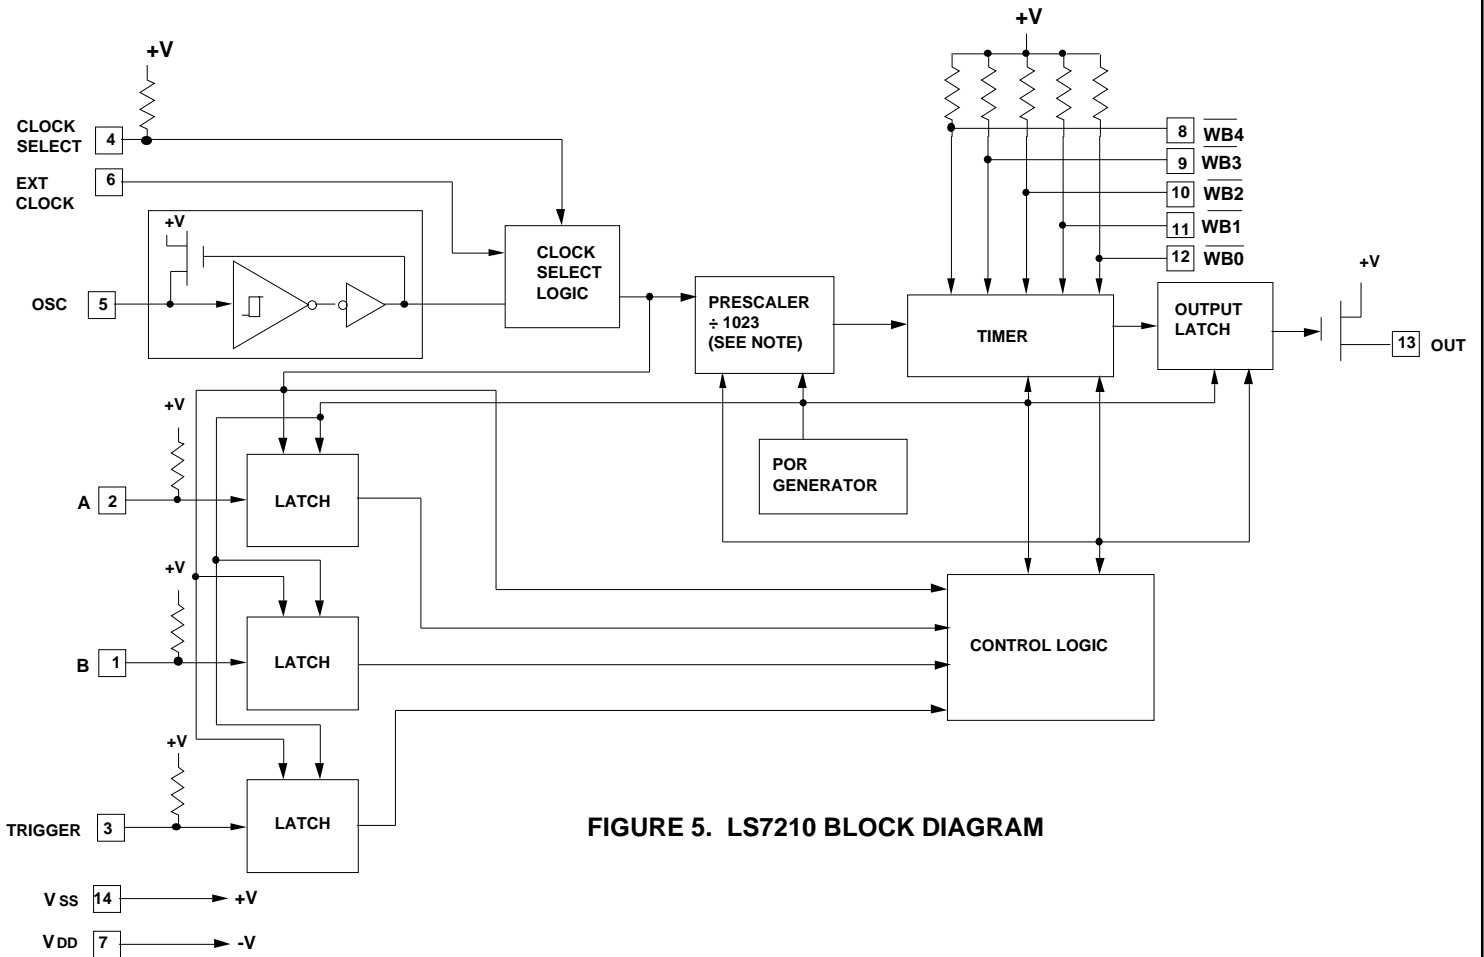 +V
+V
CLOCK
SELECT
4
EXT
CLOCK
6
+V
OSC
5
CLOCK
SELECT
LOGIC
PRESCALER
÷ 1023
(SEE NOTE)
TIMER
8
WB4
9
WB3
10
WB2
11
WB1
12
WB0
OUTPUT
LATCH
+V
13
OUT
+V
A
2
LATCH
POR
GENERATOR
+V
B
1
LATCH
CONTROL LOGIC
+V
TRIGGER
3
LATCH
FIGURE 5. LS7210 BLOCK DIAGRAM
V SS
14
+V
V DD
7
-V